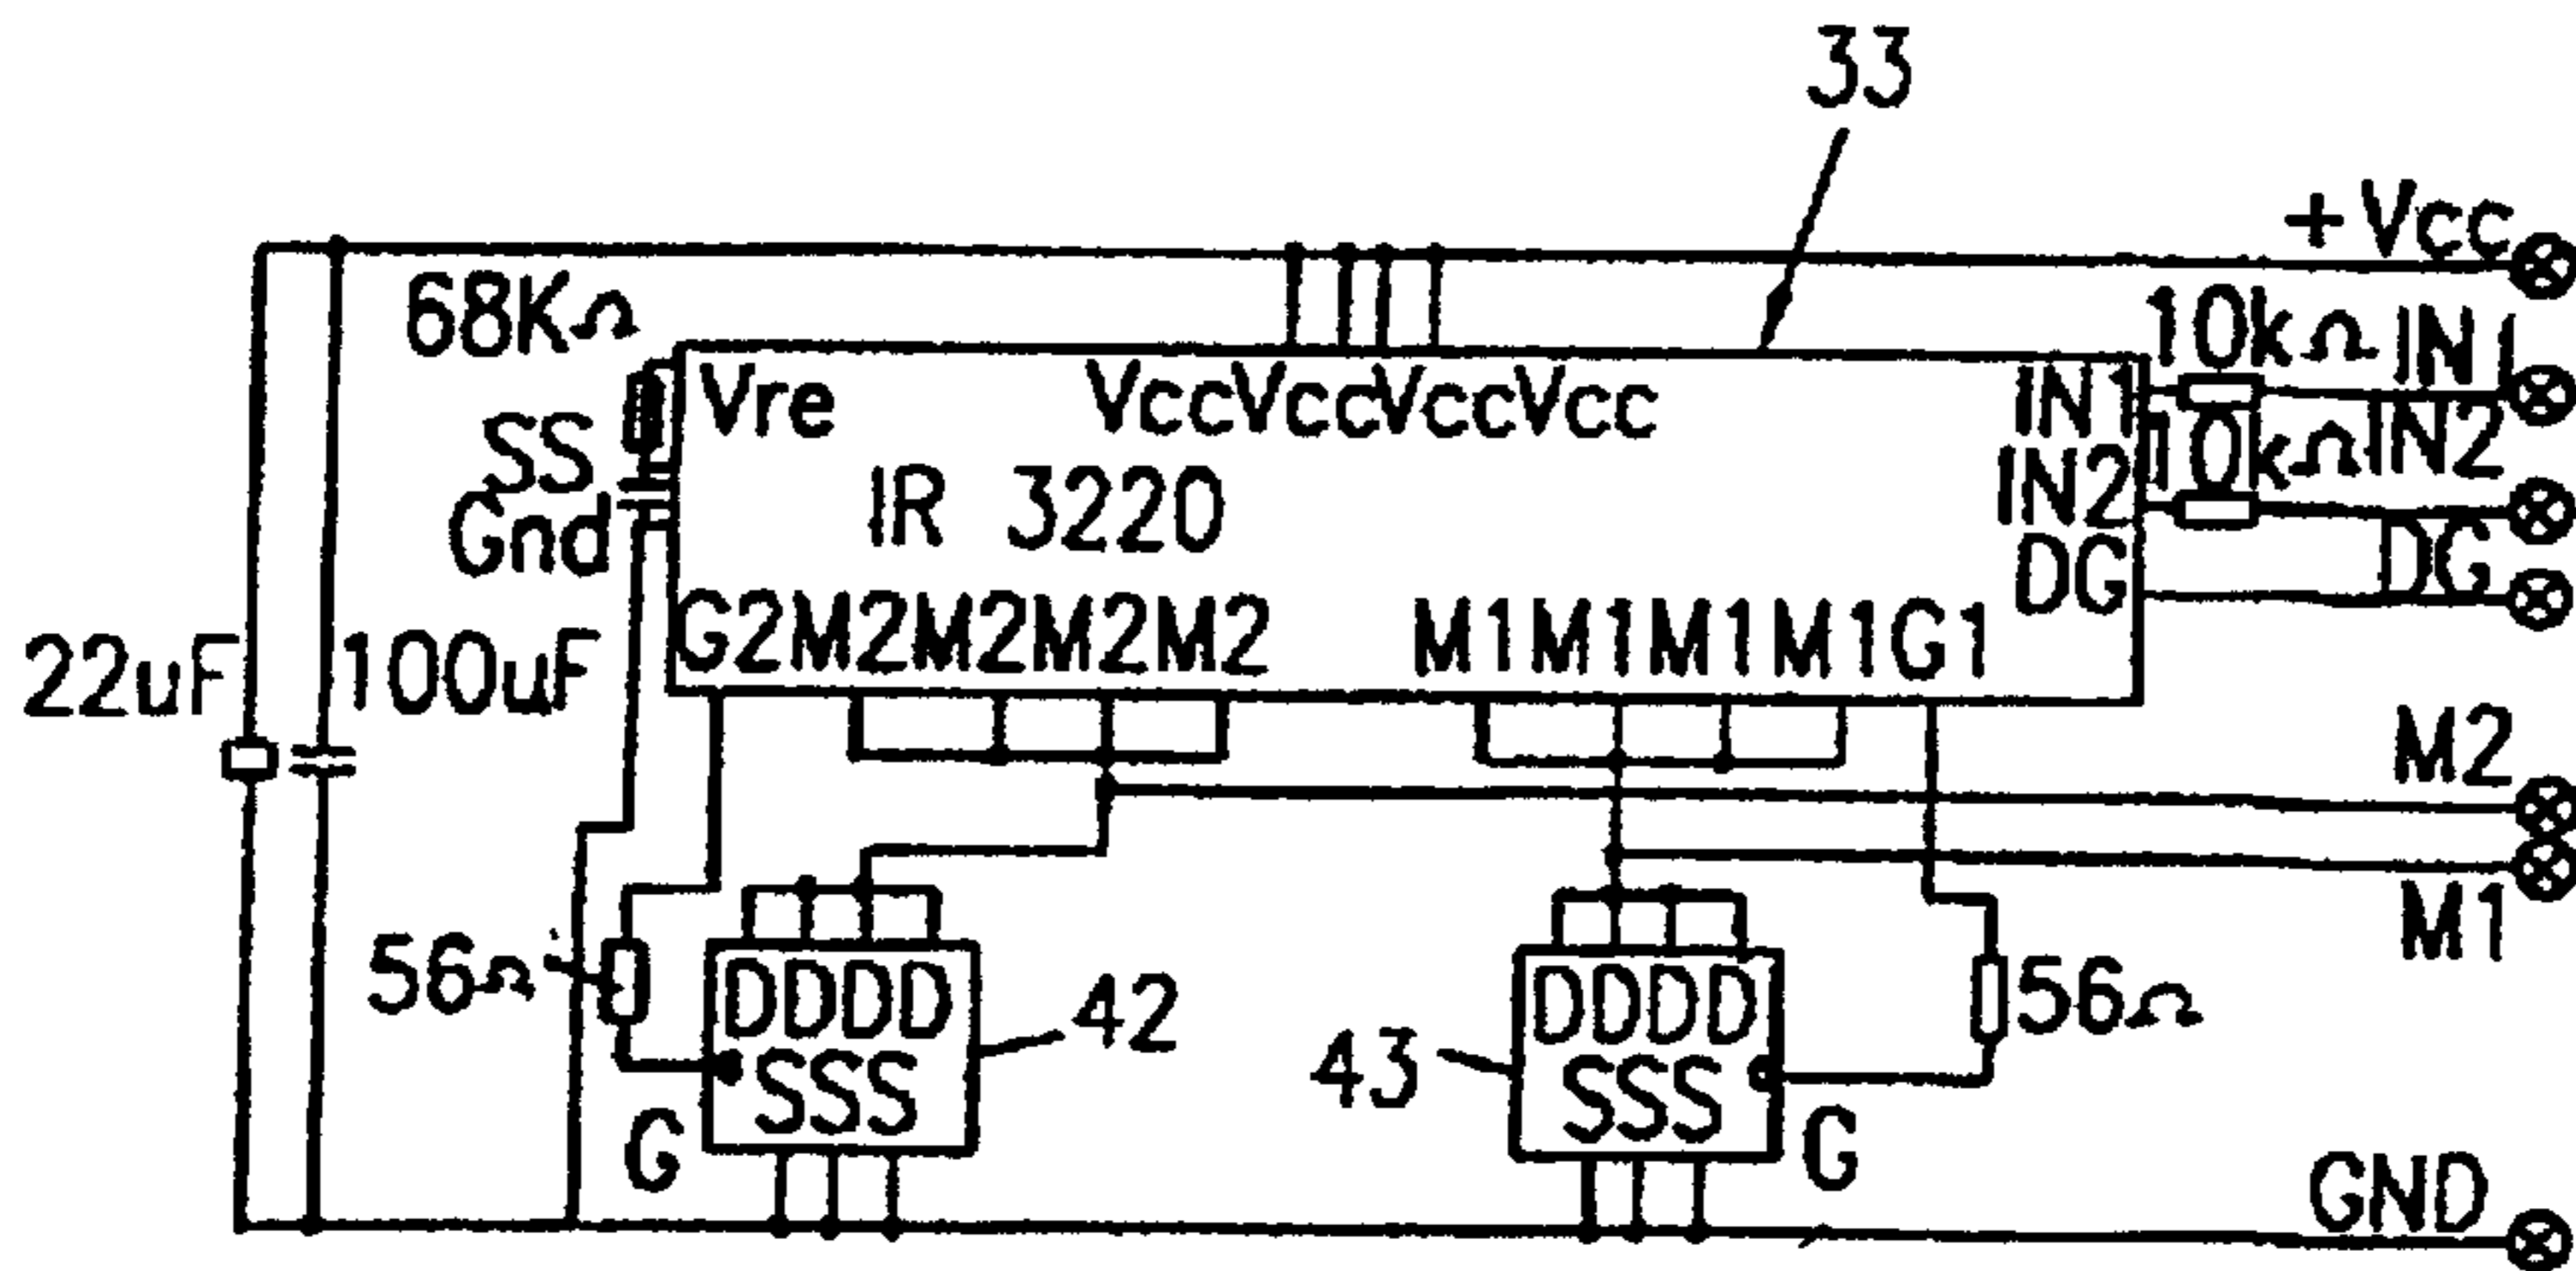 33
+Vcc
68KΩ
10kΩ IN1
Vre VccVccVccVcc IN1
SS 10kΩ IN2
Gnd IR 3220 IN2
DG DG
G2M2M2M2M2 M1M1M1M1G1
22uF 100uF
M2
M1
56Ω DDDD 42 DDDD 56Ω
SSS 43 SSS
G G
GND